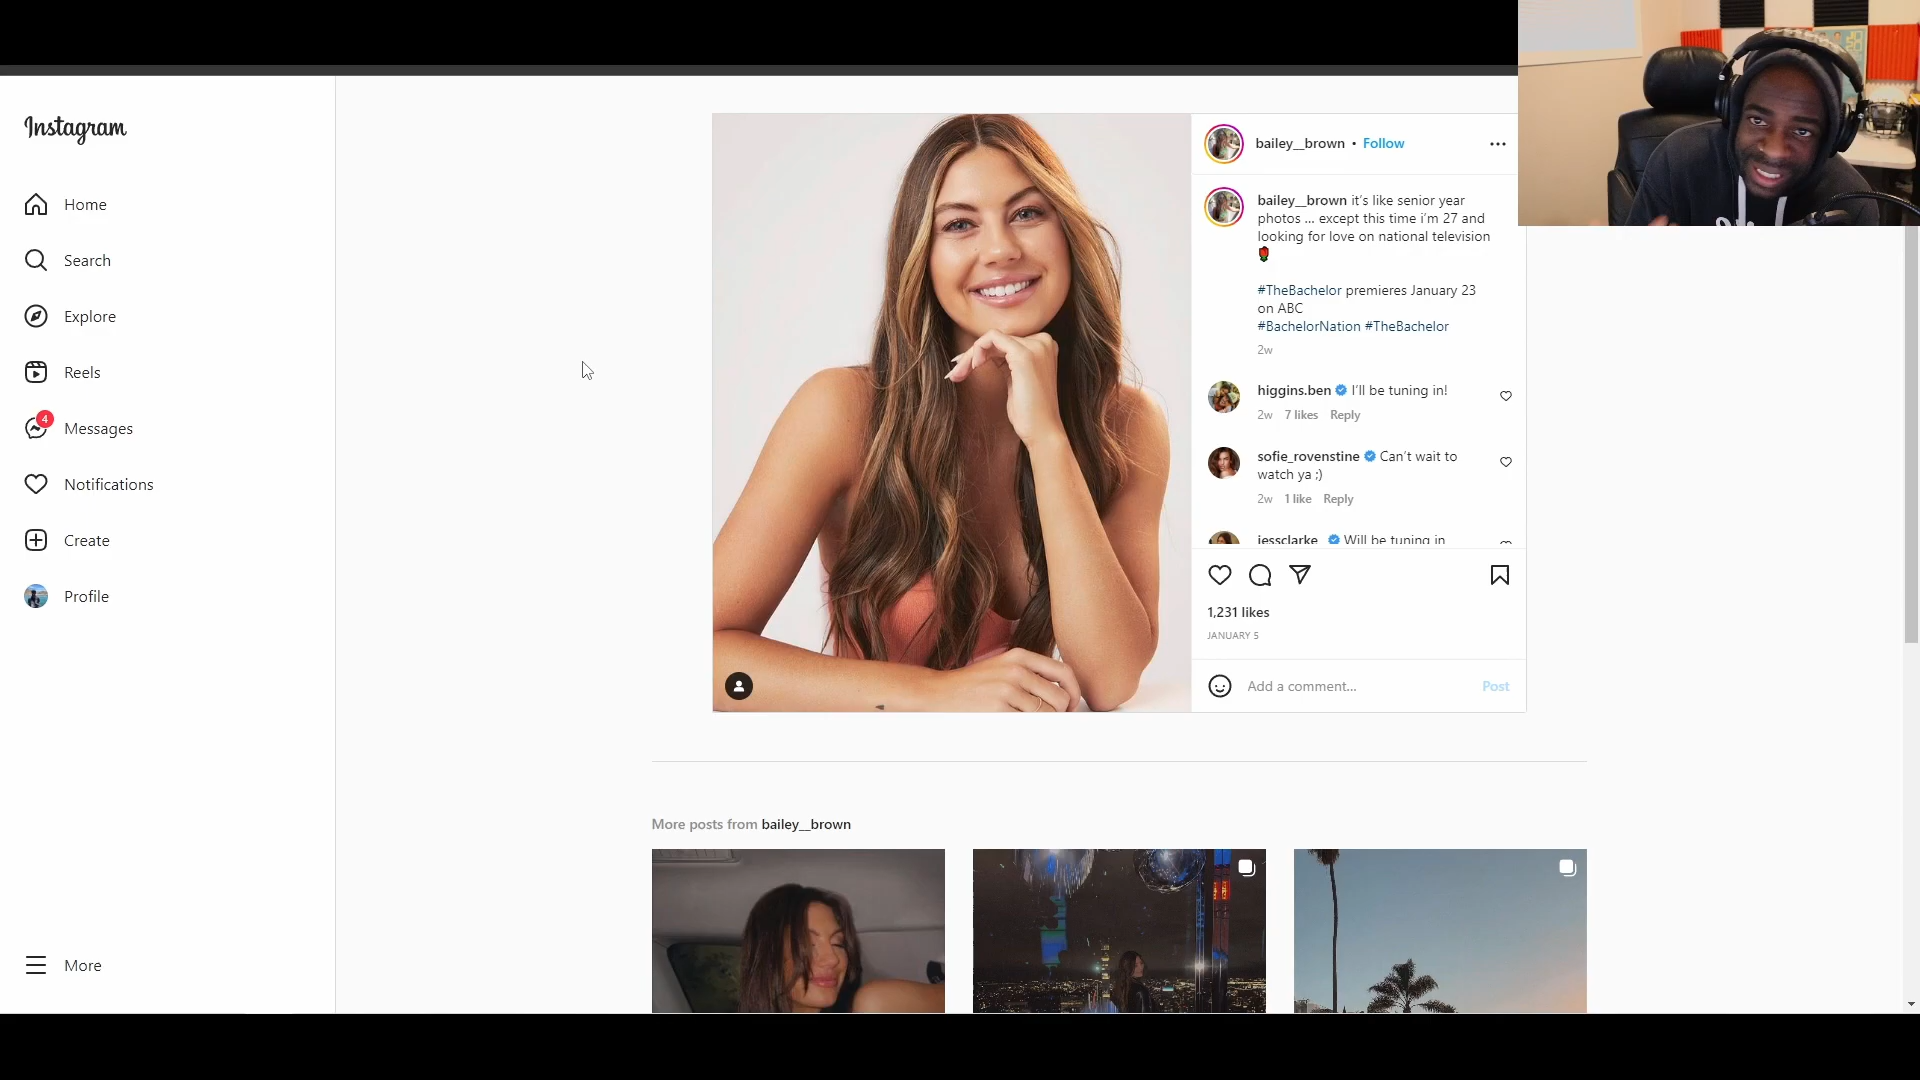 Instagram
Home
Search
Explore
Reels
4
Messages
Notifications
Create
Profile
More
bailey__brown • Follow
bailey__brown it's like senior year
photos ... except this time i'm 27 and
looking for love on national television
🌹
#TheBachelor premieres January 23
on ABC
#BachelorNation #TheBachelor
2w
higgins.ben I'll be tuning in!
2w 7 likes Reply
sofie_rovenstine Can't wait to
watch ya ;)
2w 1 like Reply
jessclarke Will be tuning in
1,231 likes
JANUARY 5
Add a comment... Post
More posts from bailey__brown